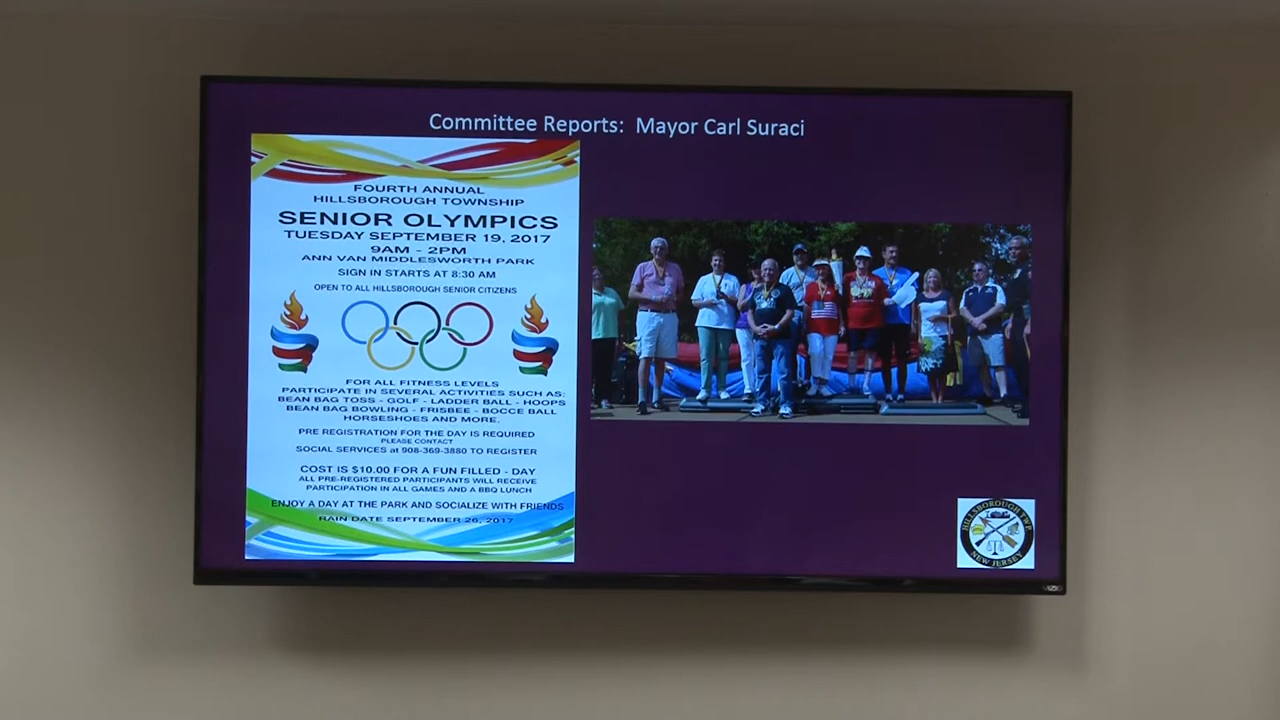 Committee Reports: Mayor Carl Suraci
FOURTH ANNUAL
HILLSBOROUGH TOWNSHIP
SENIOR OLYMPICS
TUESDAY SEPTEMBER 19, 2017
9AM - 2PM
ANN VAN MIDDLESWORTH PARK
SIGN IN STARTS AT 8:30 AM
OPEN TO ALL HILLSBOROUGH SENIOR CITIZENS
FOR ALL FITNESS LEVELS
PARTICIPATE IN SEVERAL ACTIVITIES SUCH AS:
BEAN BAG TOSS - GOLF - LADDER BALL - HOOPS
BEAN BAG BOWLING - FRISBEE - BOCCE BALL
HORSESHOES AND MORE.
PRE REGISTRATION FOR THE DAY IS REQUIRED
PLEASE CONTACT
SOCIAL SERVICES at 908-369-3880 TO REGISTER
COST IS $10.00 FOR A FUN FILLED - DAY
ALL PRE-REGISTERED PARTICIPANTS WILL RECEIVE
PARTICIPATION IN ALL GAMES AND A BBQ LUNCH
ENJOY A DAY AT THE PARK AND SOCIALIZE WITH FRIENDS
RAIN DATE SEPTEMBER 26, 2017
HILLSBOROUGH TWP.
NEW JERSEY
VIZIO